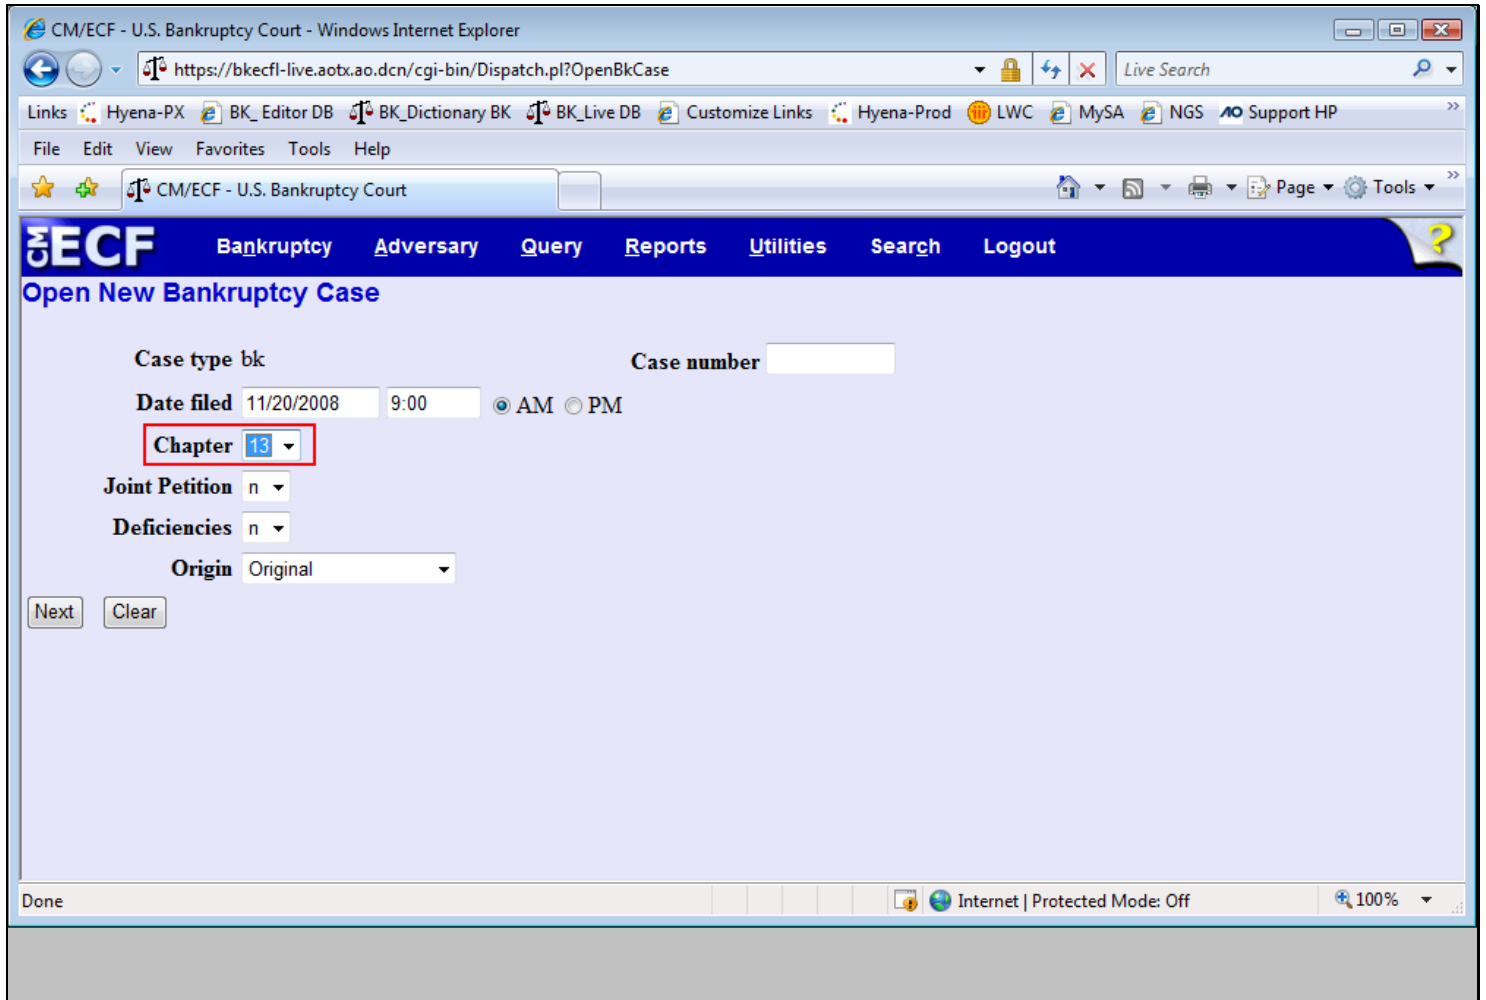 CM/ECF - U.S. Bankruptcy Court - Windows Internet Explorer
https://bkecfl-live.aotx.ao.dcn/cgi-bin/Dispatch.pl?OpenBkCase Live Search
Links Hyena-PX BK_ Editor DB BK_Dictionary BK BK_Live DB Customize Links Hyena-Prod LWC MySA NGS AO Support HP »
File Edit View Favorites Tools Help
CM/ECF - U.S. Bankruptcy Court Page Tools »
CM ECF Bankruptcy Adversary Query Reports Utilities Search Logout ?
Open New Bankruptcy Case
Case type bk Case number
Date filed 11/20/2008 9:00 AM PM
Chapter 13
Joint Petition n
Deficiencies n
Origin Original
Next Clear
Done Internet | Protected Mode: Off 100%